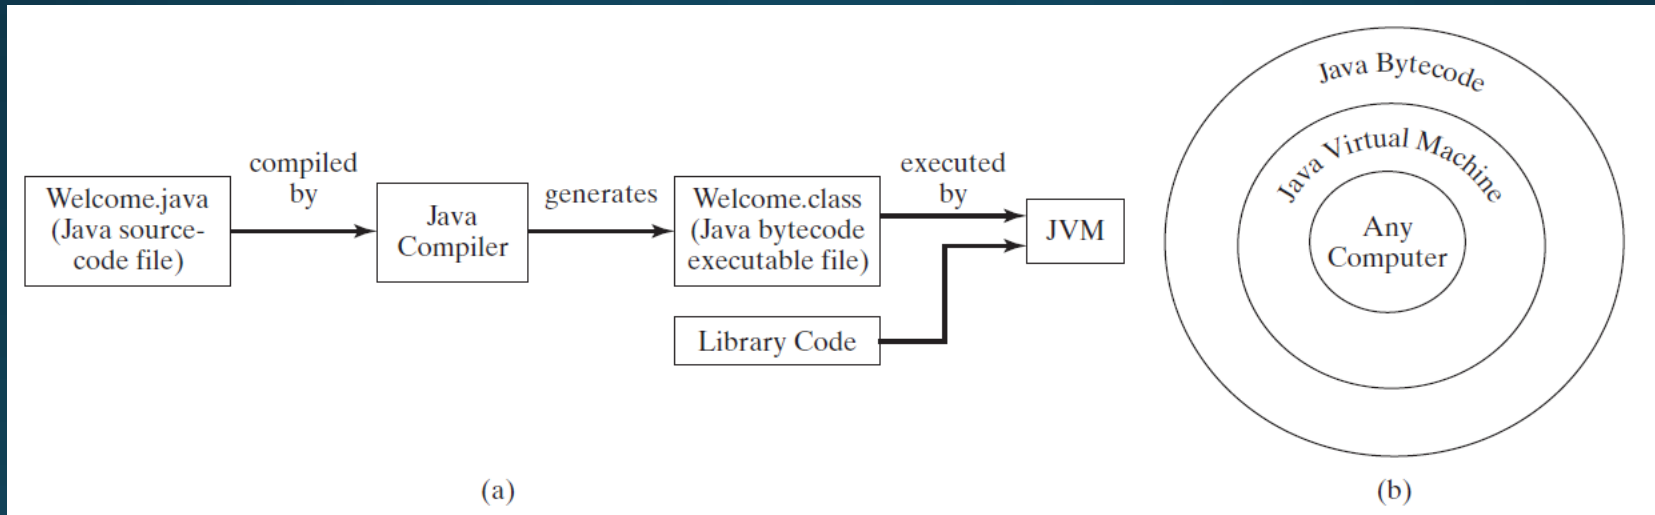 Welcome.java
(Java source-
code file)
compiled
by
Java
Compiler
generates
Welcome.class
(Java bytecode
executable file)
Library Code
executed
by
JVM
(a)
Java Bytecode
Java Virtual Machine
Any
Computer
(b)